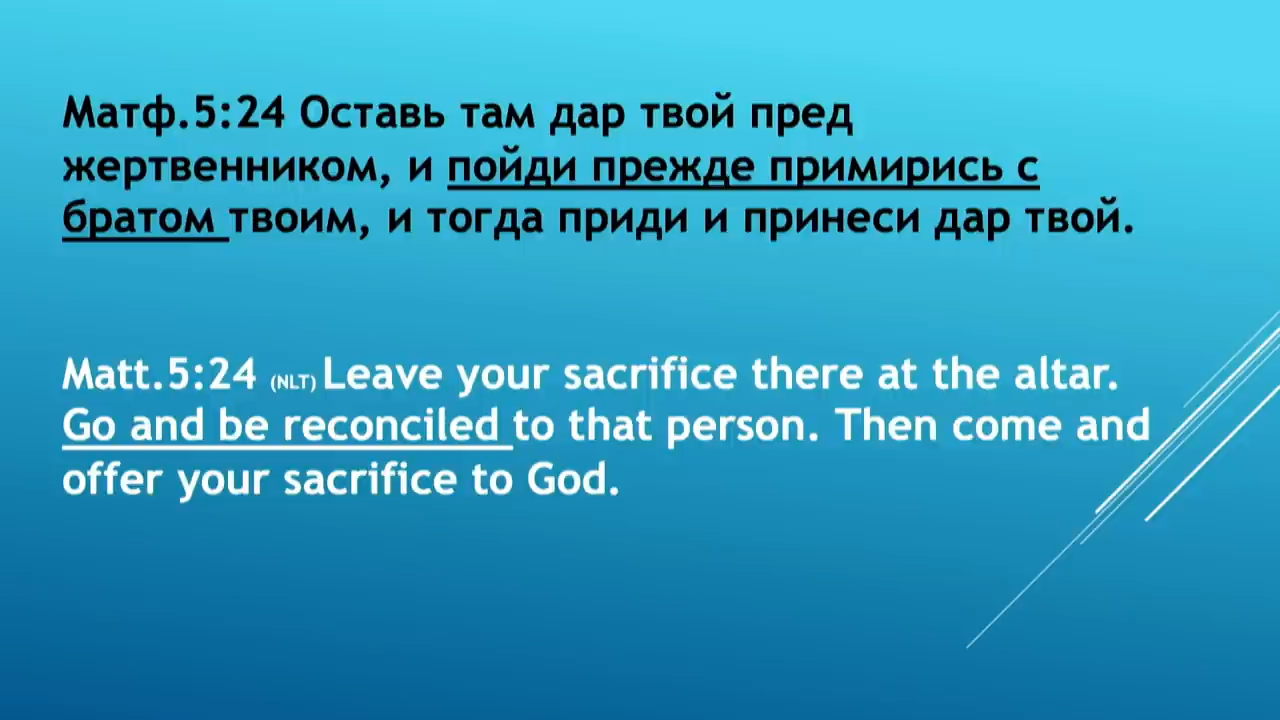 Матф.5:24 Оставь там дар твой пред
жертвенником, и пойди прежде примирись с
братом твоим, и тогда приди и принеси дар твой.
Matt.5:24 (NLT) Leave your sacrifice there at the altar.
Go and be reconciled to that person. Then come and
offer your sacrifice to God.